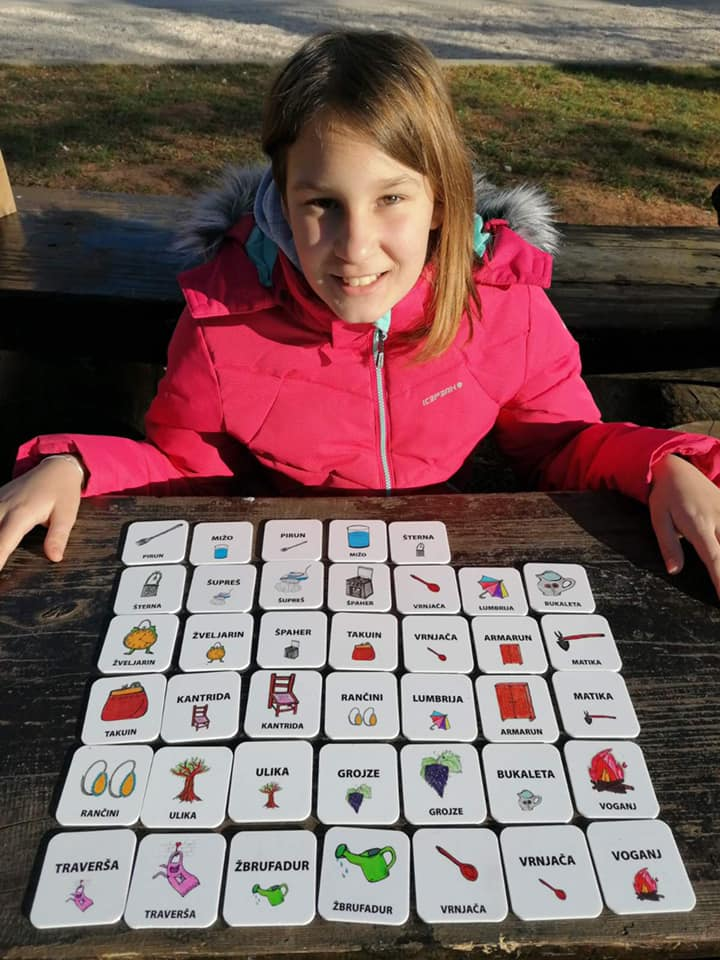 ICEPEAK
PIRUN
MIŽO
PIRUN
MIŽO
ŠTERNA
ŠTERNA
ŠUPREŠ
ŠUPREŠ
ŠPAHER
VRNJAČA
LUMBRIJA
BUKALETA
ŽVELJARIN
ŽVELJARIN
ŠPAHER
TAKUIN
VRNJAČA
ARMARUN
MATIKA
TAKUIN
KANTRIDA
KANTRIDA
RANČINI
LUMBRIJA
ARMARUN
MATIKA
RANČINI
ULIKA
ULIKA
GROJZE
GROJZE
BUKALETA
VOGANJ
TRAVERŠA
TRAVERŠA
ŽBRUFADUR
ŽBRUFADUR
VRNJAČA
VRNJAČA
VOGANJ